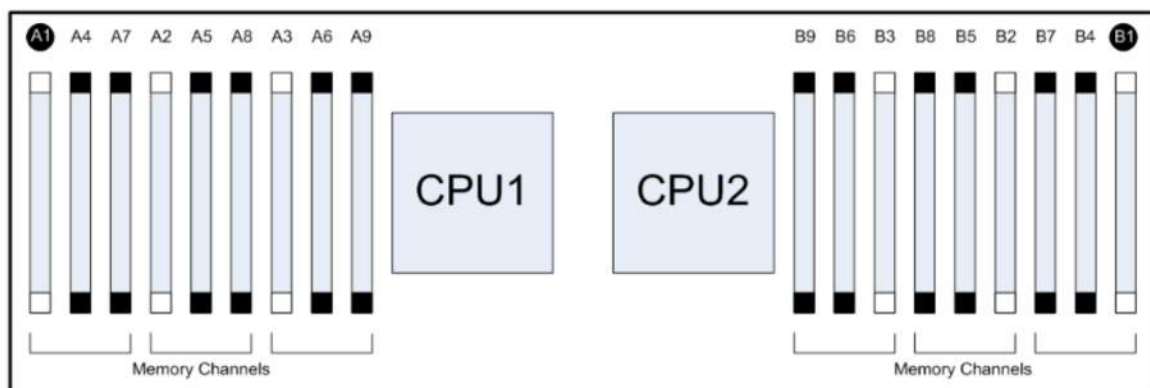 A1 A4 A7 A2 A5 A8 A3 A6 A9 B9 B6 B3 B8 B5 B2 B7 B4 B1
CPU1 CPU2
Memory Channels Memory Channels